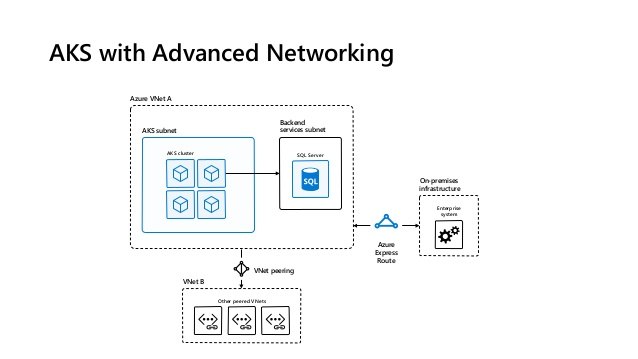 AKS with Advanced Networking
Azure VNet A
AKS subnet
AKS cluster
Backend
services subnet
SQL Server
SQL
On-premises
infrastructure
Enterprise
system
Azure
Express
Route
VNet peering
VNet B
Other peered VNets